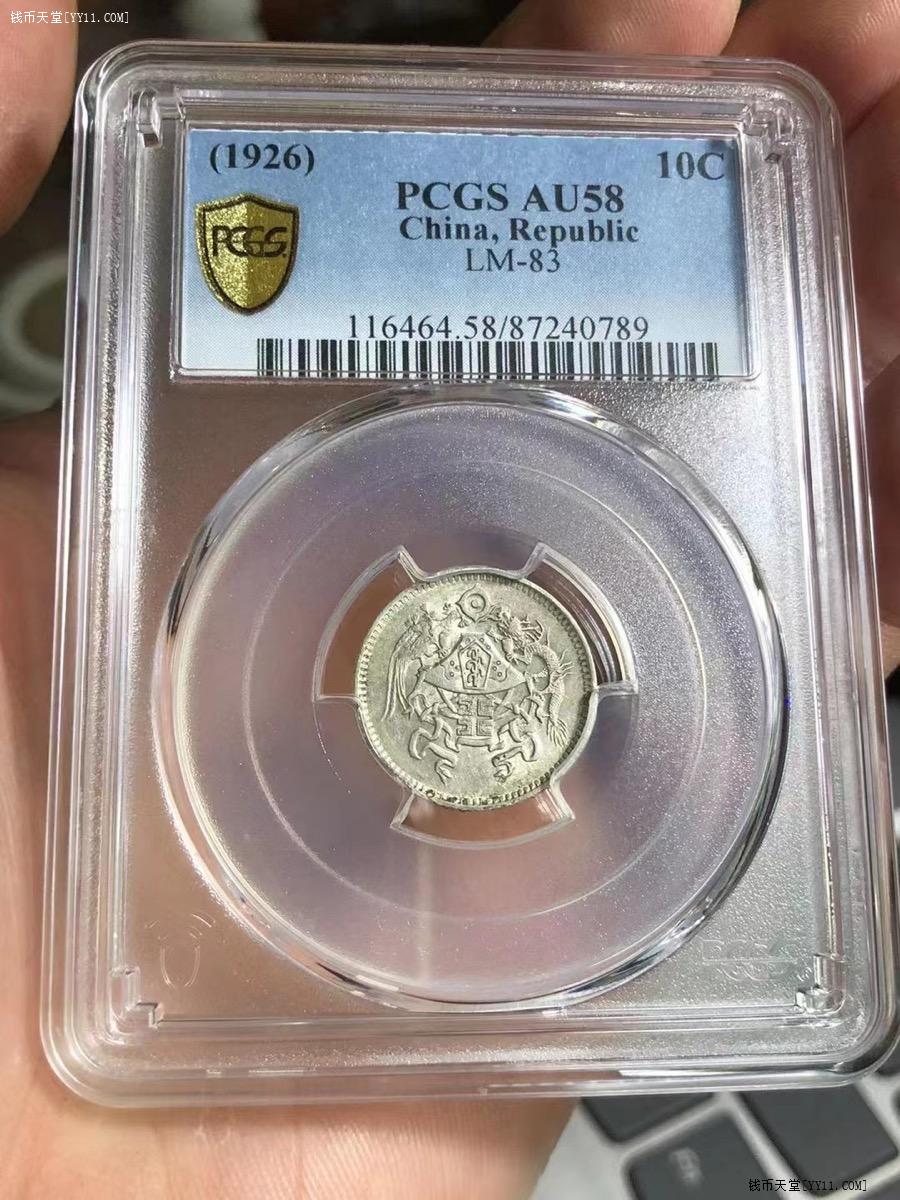 钱币天堂[YY11.COM]
(1926) 10C
PCGS AU58
China, Republic
PCGS
LM-83
116464.58/87240789
PCGS
钱币天堂[YY11.COM]